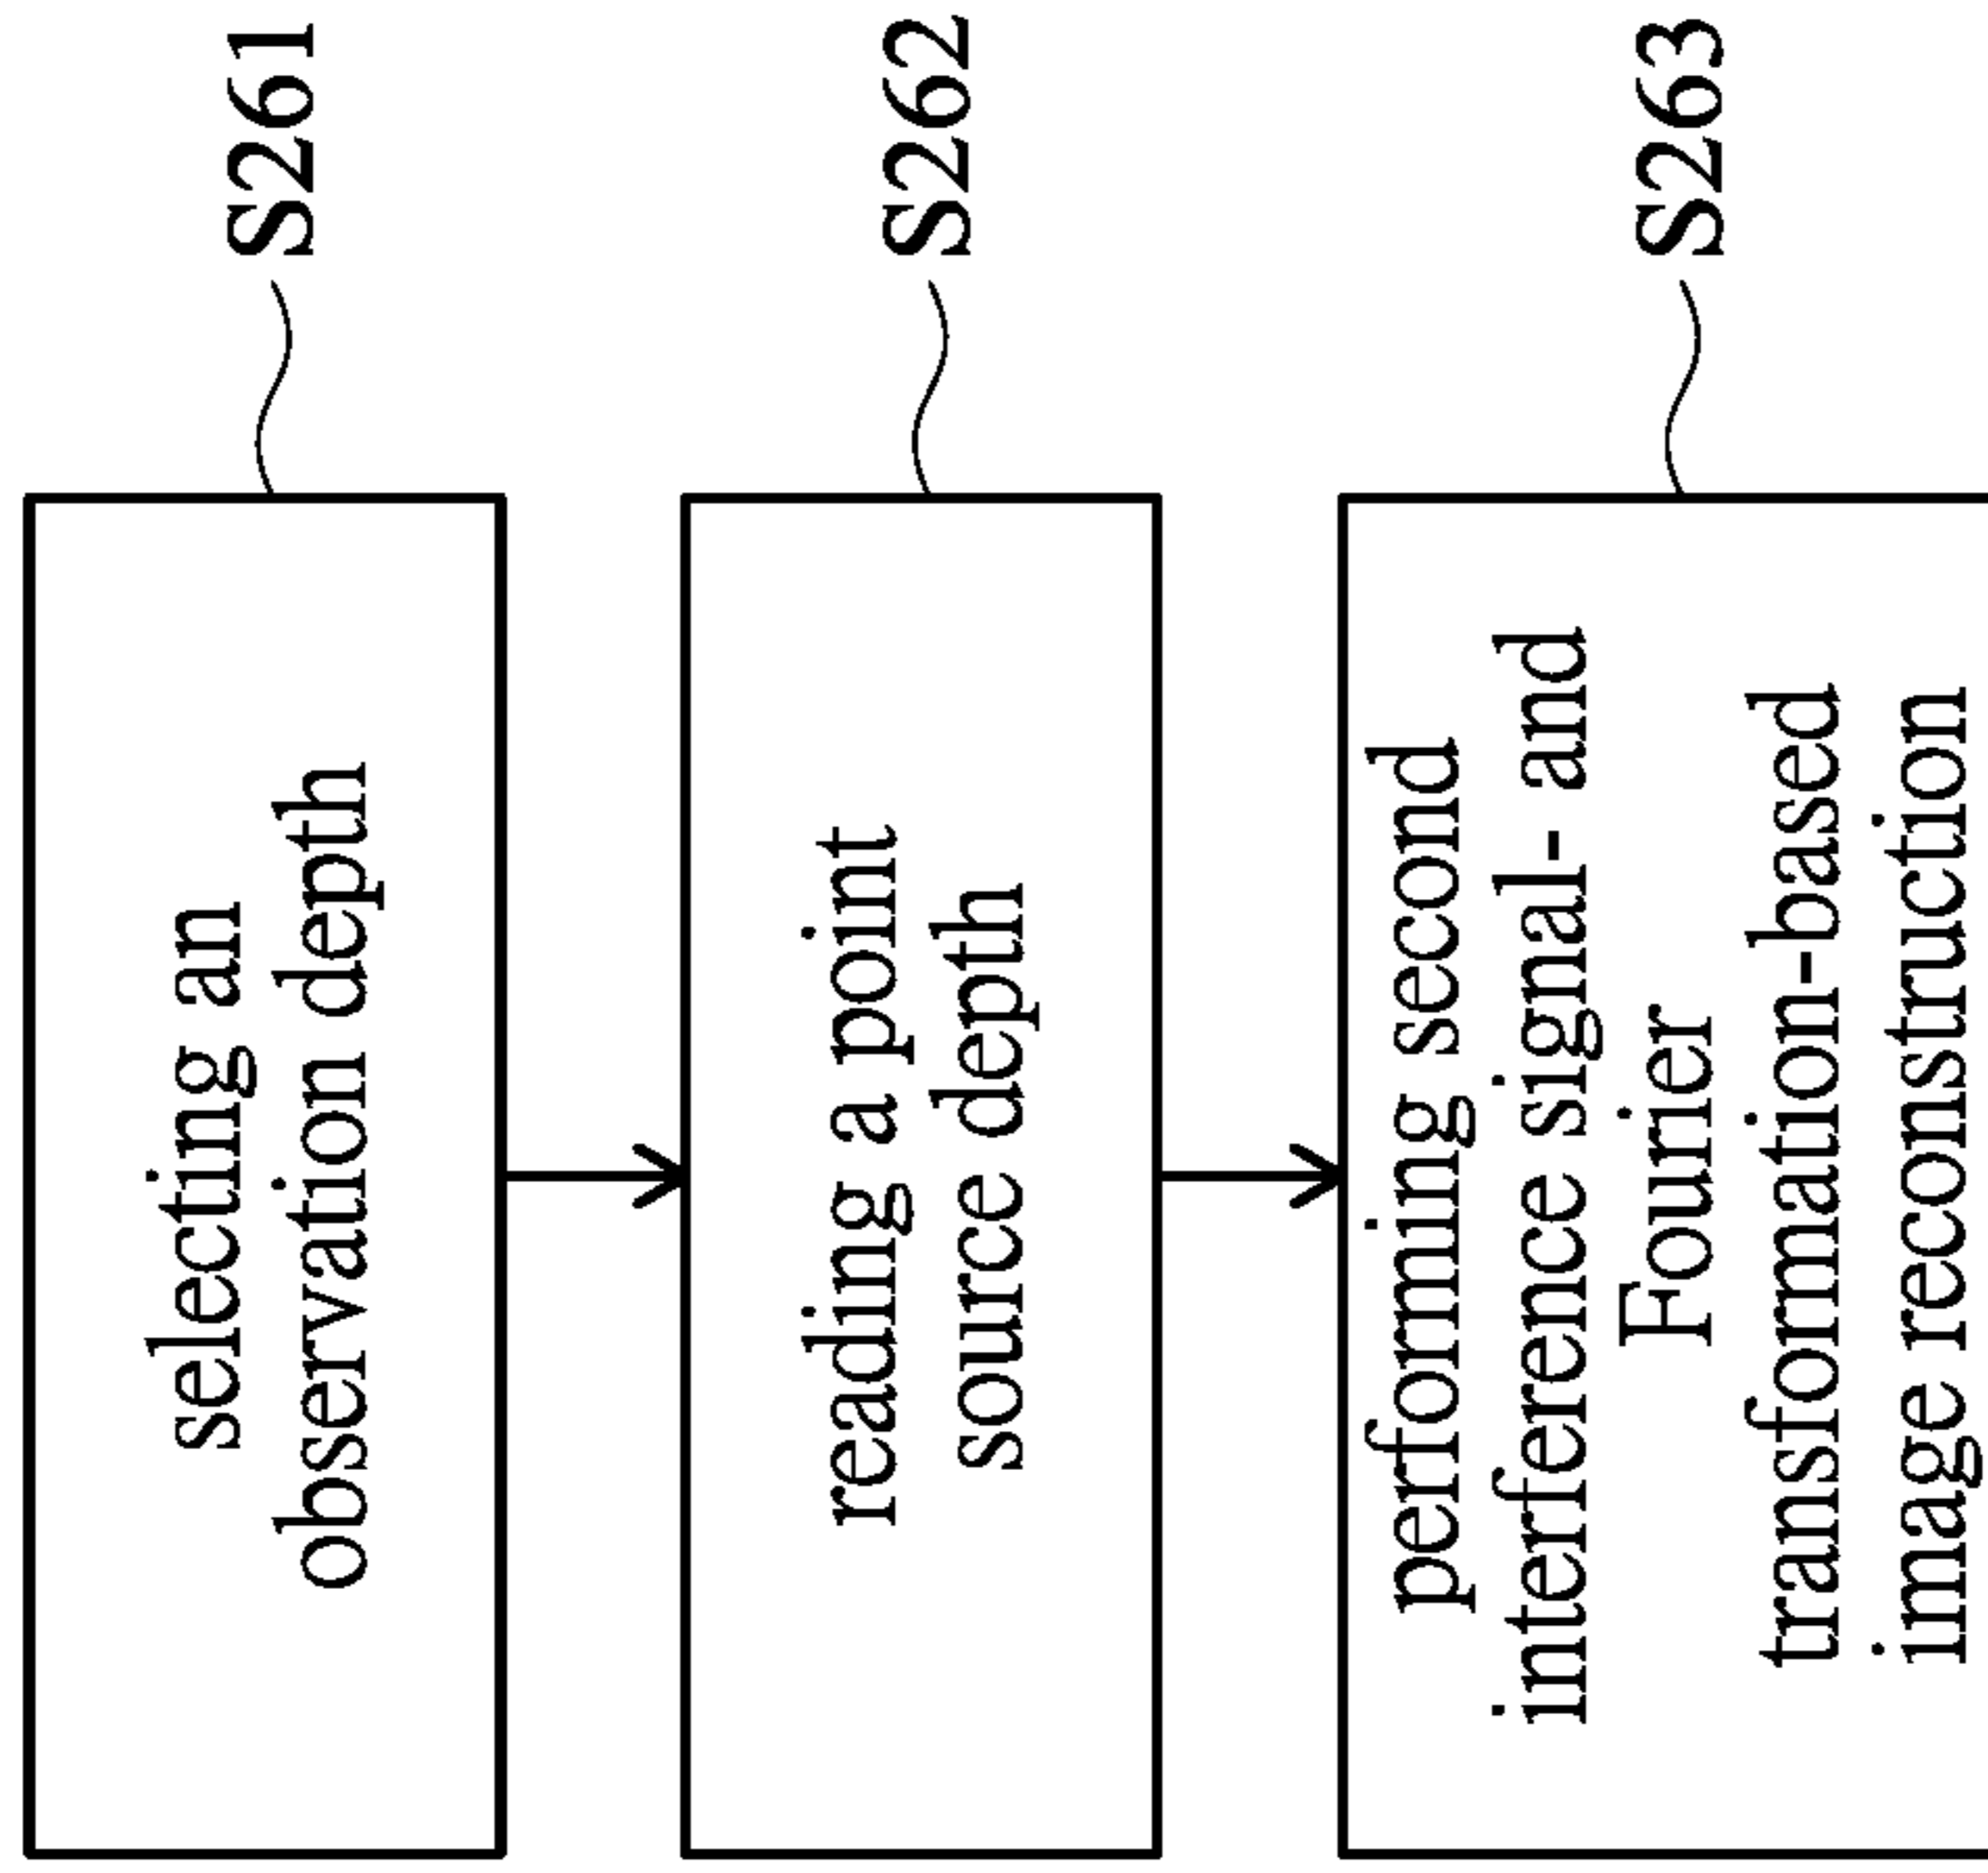 selecting an
observation depth
S261
reading a point
source depth
S262
performing second
interference signal- and
Fourier
transformation-based
image reconstruction
S263